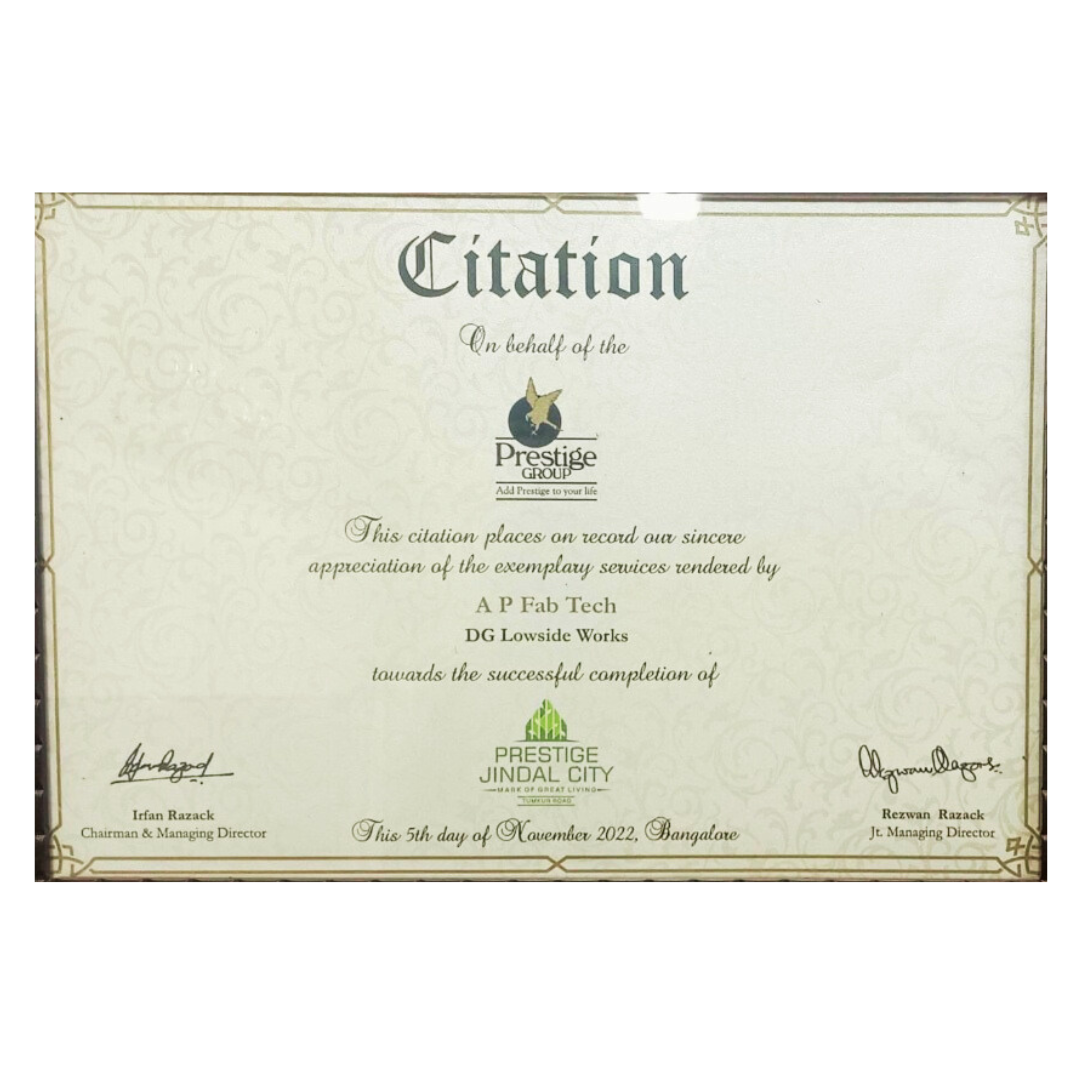 Citation
On behalf of the
Prestige
GROUP
Add Prestige to your life
This citation places on record our sincere
appreciation of the exemplary services rendered by
A P Fab Tech
DG Lowside Works
towards the successful completion of
PRESTIGE
JINDAL CITY
MARK OF GREAT LIVING
TUMKUR ROAD
Irfan Razack
Chairman & Managing Director
This 5th day of November 2022, Bangalore
Rezwan Razack
Jt. Managing Director